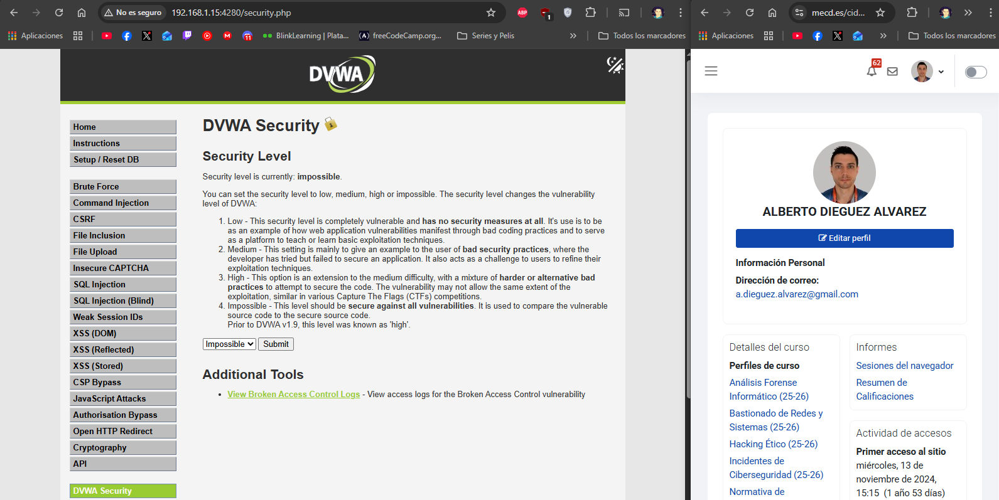 No es seguro
192.168.1.15:4280/security.php
ABP
1
Aplicaciones
11
BlinkLearning | Plata...
freeCodeCamp.org...
Series y Pelis
Todos los marcadores
DVWA
Home
Instructions
Setup / Reset DB
Brute Force
Command Injection
CSRF
File Inclusion
File Upload
Insecure CAPTCHA
SQL Injection
SQL Injection (Blind)
Weak Session IDs
XSS (DOM)
XSS (Reflected)
XSS (Stored)
CSP Bypass
JavaScript Attacks
Authorisation Bypass
Open HTTP Redirect
Cryptography
API
DVWA Security
DVWA Security
Security Level
Security level is currently: impossible.
You can set the security level to low, medium, high or impossible. The security level changes the vulnerability
level of DVWA:
1. Low - This security level is completely vulnerable and has no security measures at all. It's use is to be
as an example of how web application vulnerabilities manifest through bad coding practices and to serve
as a platform to teach or learn basic exploitation techniques.
2. Medium - This setting is mainly to give an example to the user of bad security practices, where the
developer has tried but failed to secure an application. It also acts as a challenge to users to refine their
exploitation techniques.
3. High - This option is an extension to the medium difficulty, with a mixture of harder or alternative bad
practices to attempt to secure the code. The vulnerability may not allow the same extent of the
exploitation, similar in various Capture The Flags (CTFs) competitions.
4. Impossible - This level should be secure against all vulnerabilities. It is used to compare the vulnerable
source code to the secure source code.
Prior to DVWA v1.9, this level was known as 'high'.
Impossible
Submit
Additional Tools
• View Broken Access Control Logs - View access logs for the Broken Access Control vulnerability
mecd.es/cid...
Aplicaciones
Todos los marcadores
62
ALBERTO DIEGUEZ ALVAREZ
Editar perfil
Información Personal
Dirección de correo:
a.dieguez.alvarez@gmail.com
Detalles del curso
Perfiles de curso
Análisis Forense
Informático (25-26)
Bastionado de Redes y
Sistemas (25-26)
Hacking Ético (25-26)
Incidentes de
Ciberseguridad (25-26)
Normativa de
Informes
Sesiones del navegador
Resumen de
Calificaciones
Actividad de accesos
Primer acceso al sitio
miércoles, 13 de
noviembre de 2024,
15:15 (1 año 53 días)